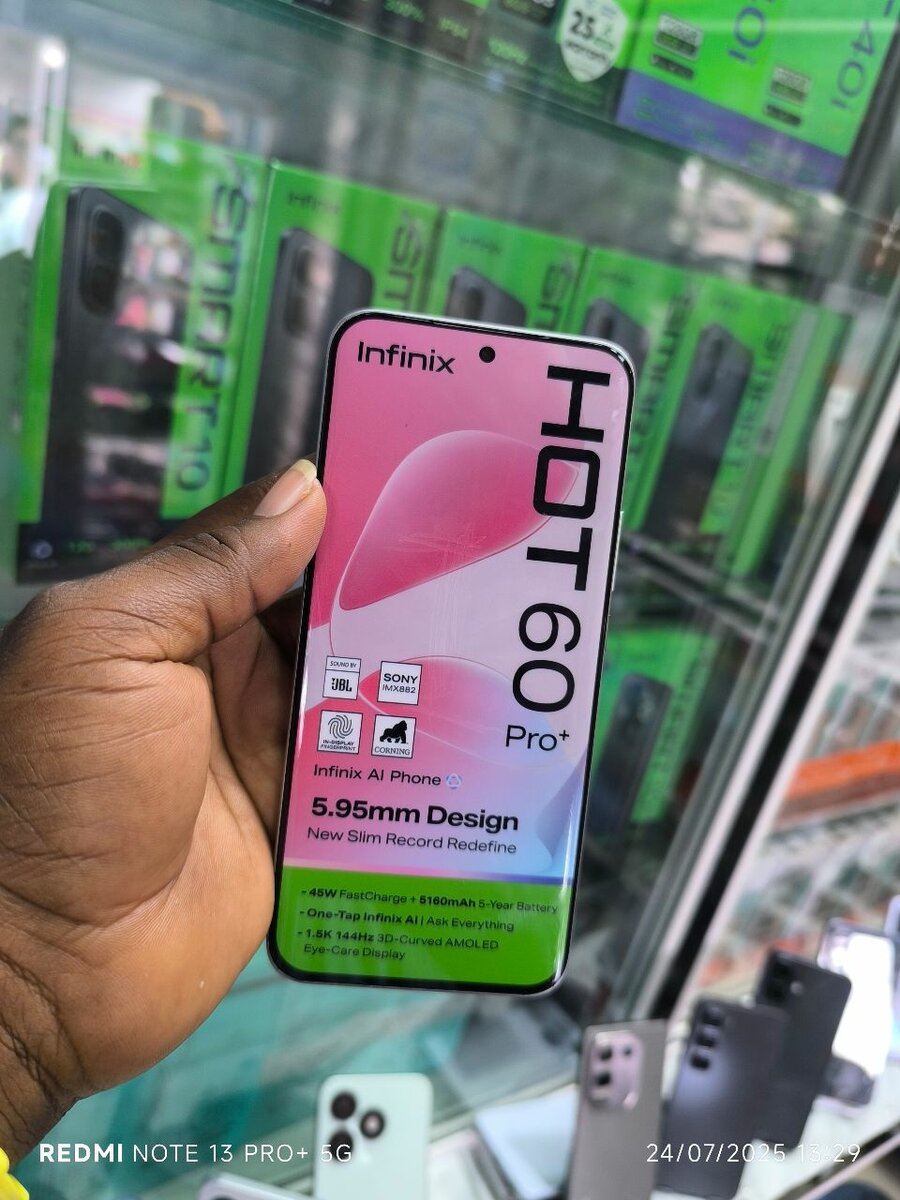 Infinix
HOT 60
Pro+
SOUND BY
JBL
SONY
IMX882
IN-DISPLAY
FINGERPRINT
CORNING
Infinix AI Phone
5.95mm Design
New Slim Record Redefine
- 45W FastCharge + 5160mAh 5-Year Battery
- One-Tap Infinix AI | Ask Everything
- 1.5K 144Hz 3D-Curved AMOLED
Eye-Care Display
SMART 10
REDMI NOTE 13 PRO+ 5G
24/07/2025 13:29